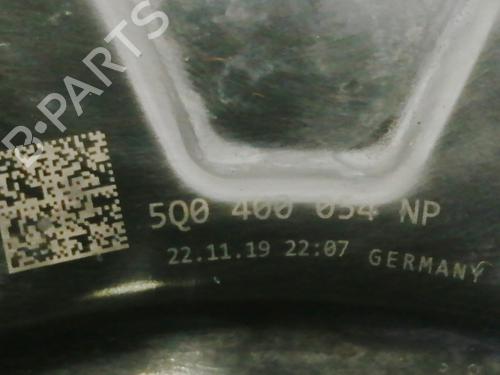 B-PARTS
5Q0 400 054 NP
22.11.19 22:07 GERMANY